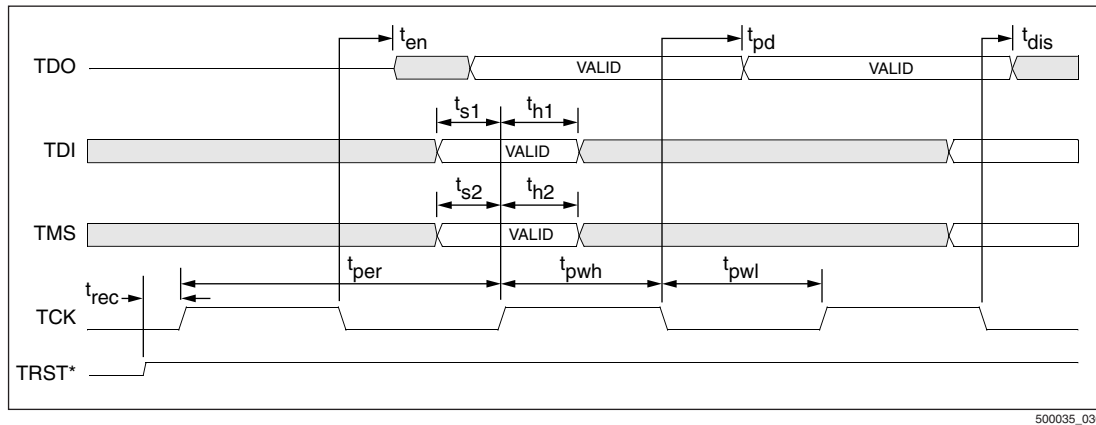 t_en t_pd t_dis
TDO VALID VALID
t_s1 t_h1
TDI VALID
t_s2 t_h2
TMS VALID
t_per t_pwh t_pwl
t_rec
TCK
TRST*
500035_03